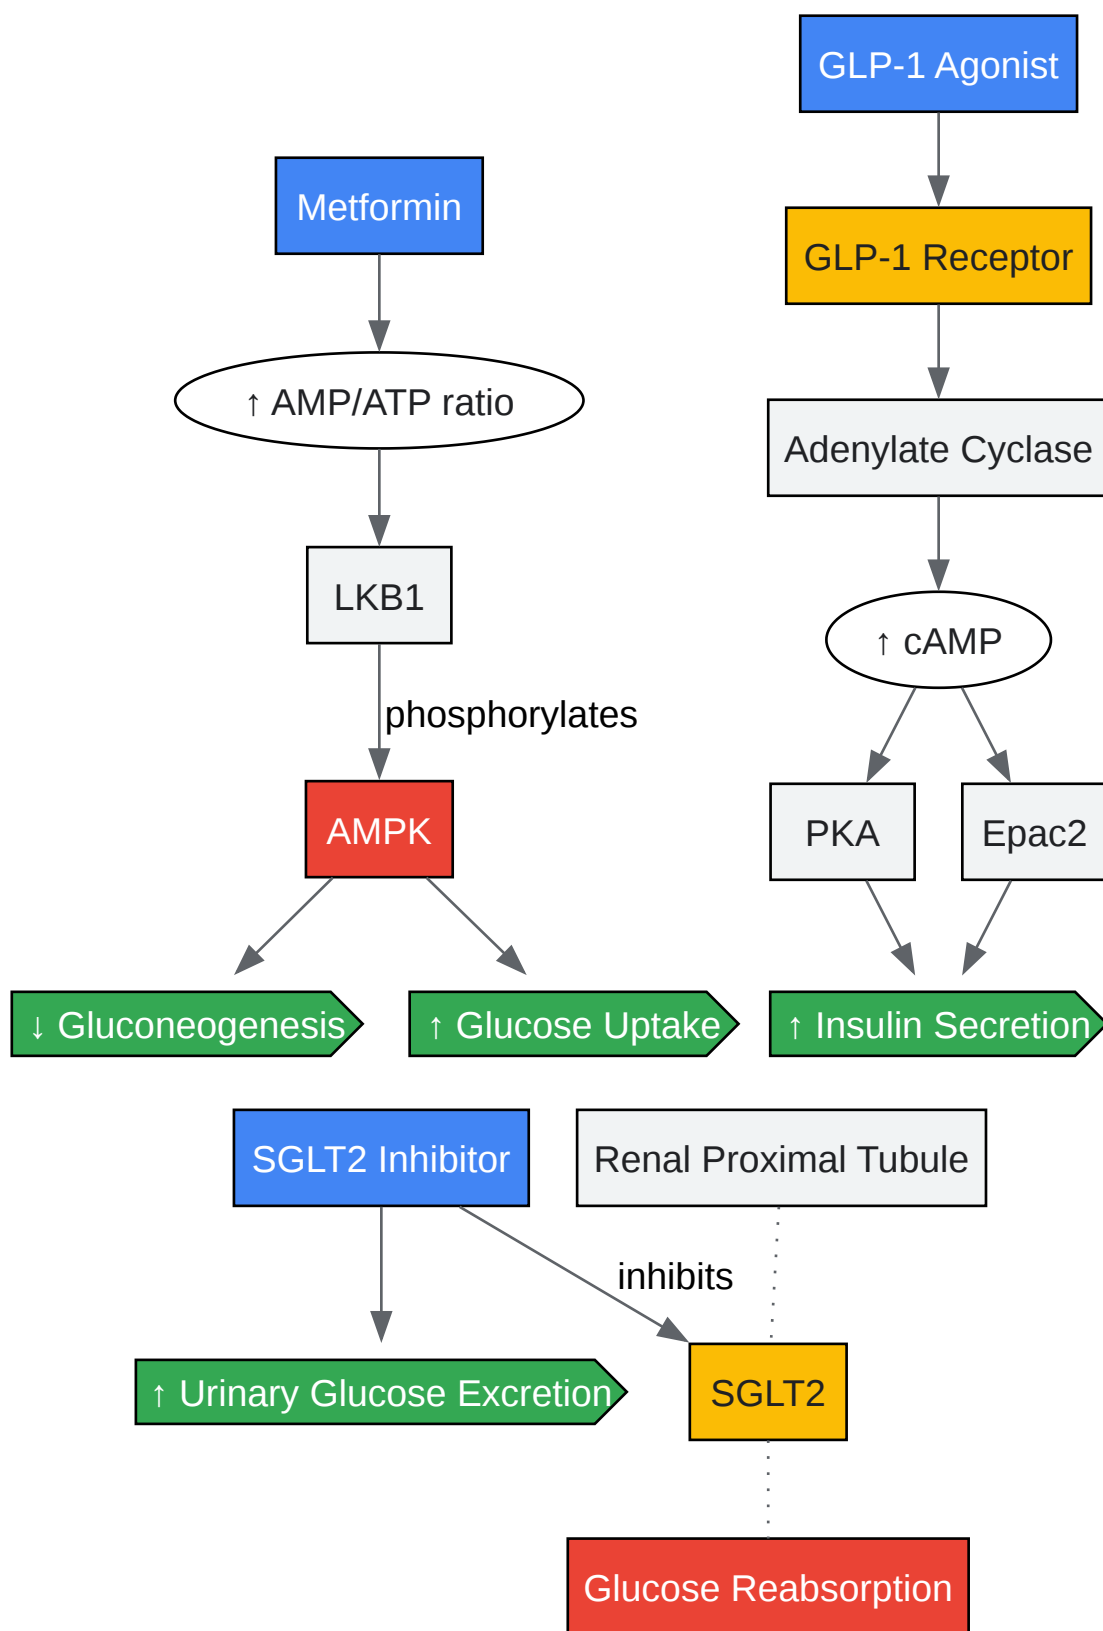 GLP-1 Agonist
Metformin
GLP-1 Receptor
↑ AMP/ATP ratio
Adenylate Cyclase
LKB1
↑ cAMP
phosphorylates
AMPK
PKA
Epac2
↓ Gluconeogenesis
↑ Glucose Uptake
↑ Insulin Secretion
SGLT2 Inhibitor
Renal Proximal Tubule
inhibits
↑ Urinary Glucose Excretion
SGLT2
Glucose Reabsorption